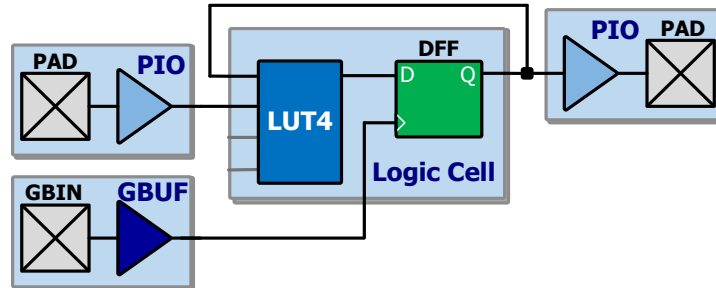 PAD
PIO
LUT4
DFF
D
Q
Logic Cell
PIO
PAD
GBIN
GBUF